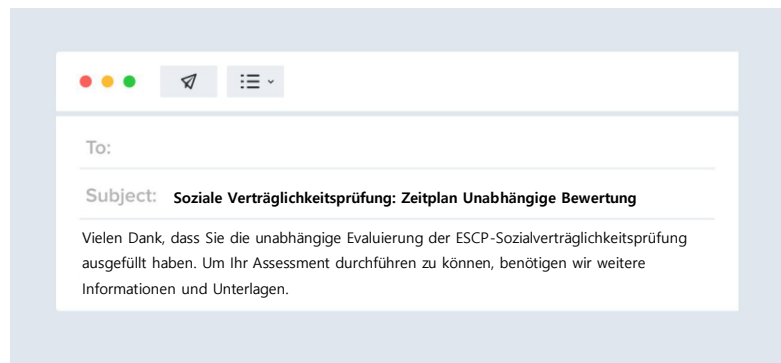 To:
Subject: Soziale Verträglichkeitsprüfung: Zeitplan Unabhängige Bewertung
Vielen Dank, dass Sie die unabhängige Evaluierung der ESCP-Sozialverträglichkeitsprüfung
ausgefüllt haben. Um Ihr Assessment durchführen zu können, benötigen wir weitere
Informationen und Unterlagen.